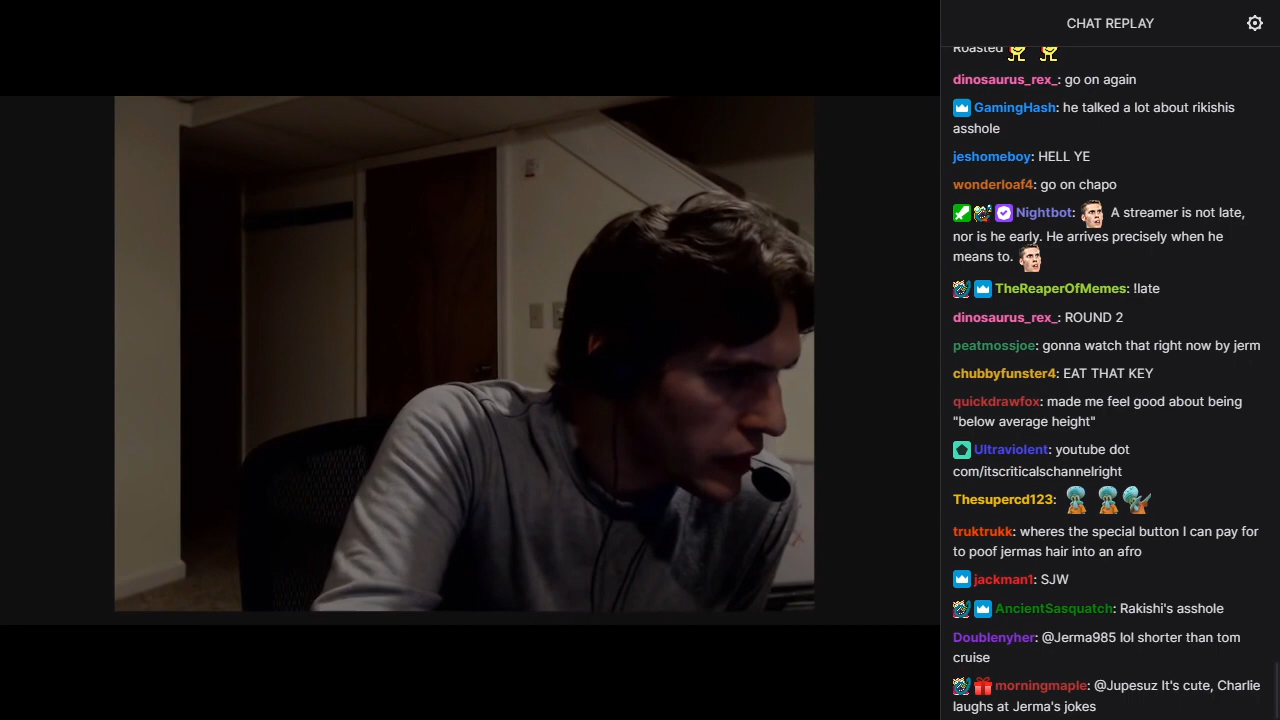 CHAT REPLAY
Roasted
dinosaurus_rex_: go on again
GamingHash: he talked a lot about rikishis
asshole
jeshomeboy: HELL YE
wonderloaf4: go on chapo
Nightbot: A streamer is not late,
nor is he early. He arrives precisely when he
means to.
TheReaperOfMemes: !late
dinosaurus_rex_: ROUND 2
peatmossjoe: gonna watch that right now by jerm
chubbyfunster4: EAT THAT KEY
quickdrawfox: made me feel good about being
"below average height"
Ultraviolent: youtube dot
com/itscriticalschannelright
Thesupercd123:
truktrukk: wheres the special button I can pay for
to poof jermas hair into an afro
jackman1: SJW
AncientSasquatch: Rakishi's asshole
Doublenyher: @Jerma985 lol shorter than tom
cruise
morningmaple: @Jupesuz It's cute, Charlie
laughs at Jerma's jokes